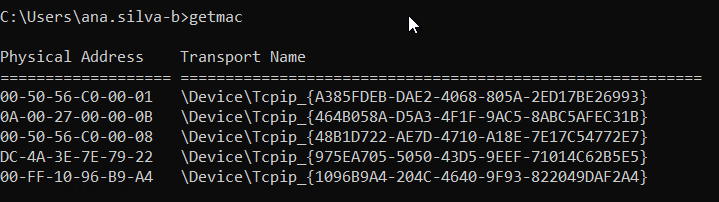 C:\Users\ana.silva-b>getmac
Physical Address    Transport Name
=================== ==========================================================
00-50-56-C0-00-01   \Device\Tcpip_{A385FDEB-DAE2-4068-805A-2ED17BE26993}
0A-00-27-00-00-0B   \Device\Tcpip_{464B058A-D5A3-4F1F-9AC5-8ABC5AFEC31B}
00-50-56-C0-00-08   \Device\Tcpip_{48B1D722-AE7D-4710-A18E-7E17C54772E7}
DC-4A-3E-7E-79-22   \Device\Tcpip_{975EA705-5050-43D5-9EEF-71014C62B5E5}
00-FF-10-96-B9-A4   \Device\Tcpip_{1096B9A4-204C-4640-9F93-822049DAF2A4}